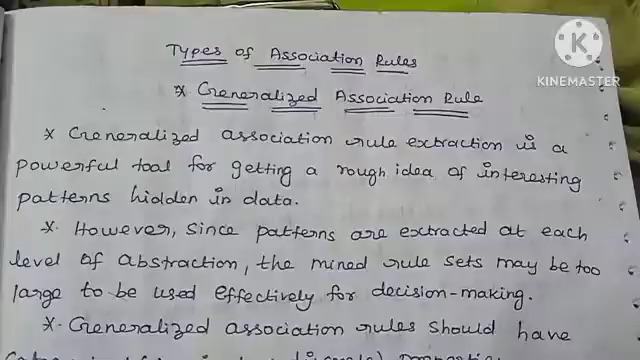 Types of Association Rules
* Generalized Association Rule
* Generalized association rule extraction is a
powerful tool for getting a rough idea of interesting
patterns hidden in data.
*. However, since patterns are extracted at each
level of abstraction, the mined rule sets may be too
large to be used effectively for decision-making.
*. Generalized association rules should have
KINEMASTER